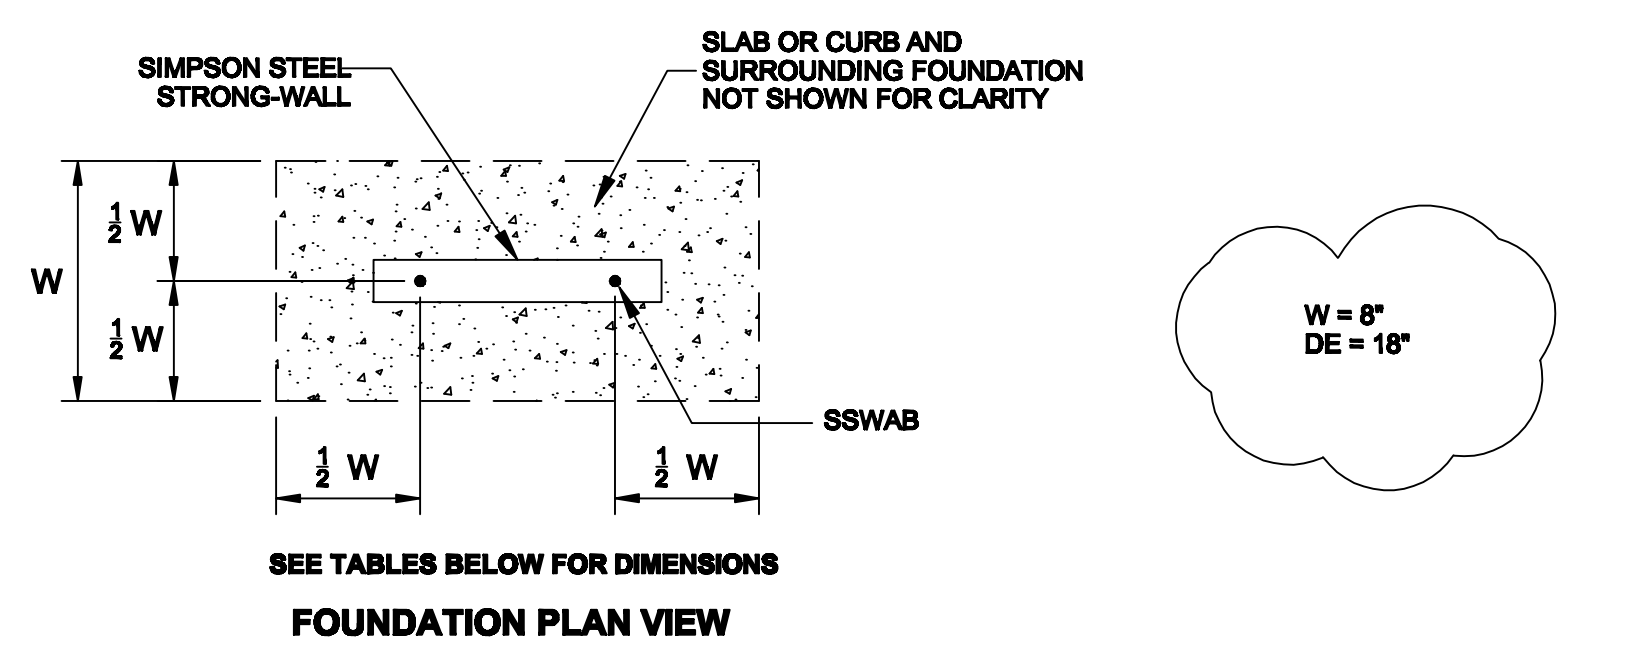 SIMPSON STEEL
STRONG-WALL
SLAB OR CURB AND
SURROUNDING FOUNDATION
NOT SHOWN FOR CLARITY
1/2 W
W
1/2 W
SSWAB
1/2 W
1/2 W
SEE TABLES BELOW FOR DIMENSIONS
FOUNDATION PLAN VIEW
W = 8"
DE = 18"